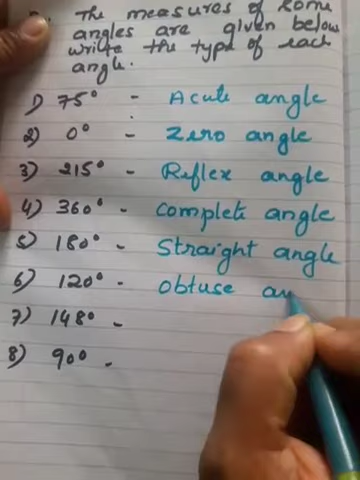 The measures of some
angles are given below
write the type of each
angle.
1) 75° - Acute angle
2) 0° - Zero angle
3) 215° - Reflex angle
4) 360° - complete angle
5) 180° - Straight angle
6) 120° - obtuse an
7) 148° -
8) 90° -